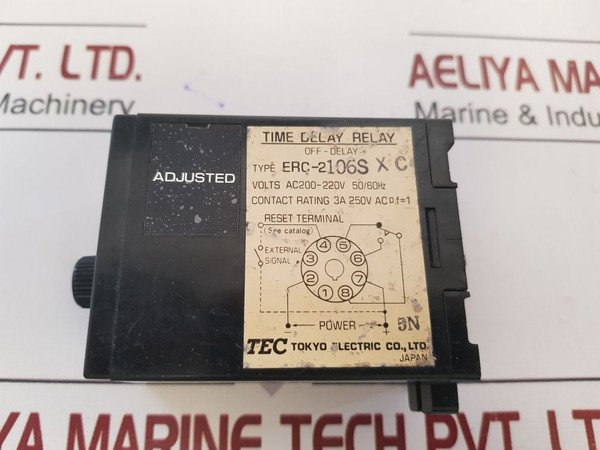 VT. LTD.
Machinery
AELIYA MA
Marine & Indu
ADJUSTED
TIME DELAY RELAY
OFF-DELAY-
TYPE ERC-2106S X C
VOLTS AC200-220V 50/60Hz
CONTACT RATING 3A 250V AC P.f=1
RESET TERMINAL
(See catalog)
EXTERNAL
SIGNAL
4 5
3 6
2 7
1 8
POWER
- + 9N
TEC TOKYO ELECTRIC CO., LTD.
JAPAN
YA MARINE TECH PVT. LTD